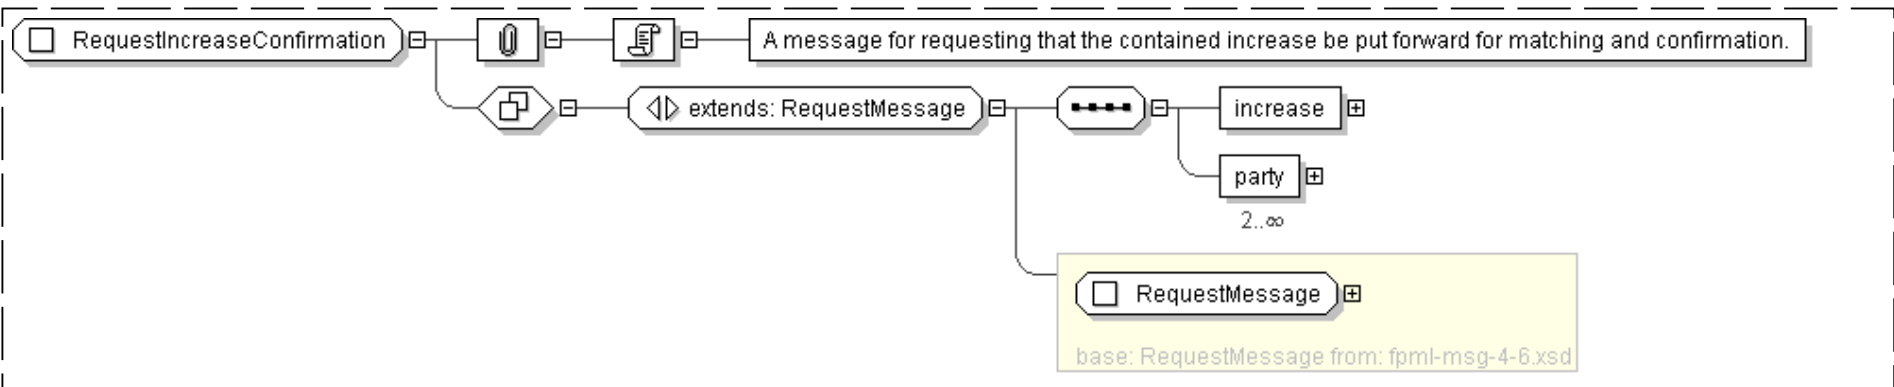 RequestIncreaseConfirmation
A message for requesting that the contained increase be put forward for matching and confirmation.
extends: RequestMessage
increase
party
2..∞
RequestMessage
base: RequestMessage from: fpml-msg-4-6.xsd